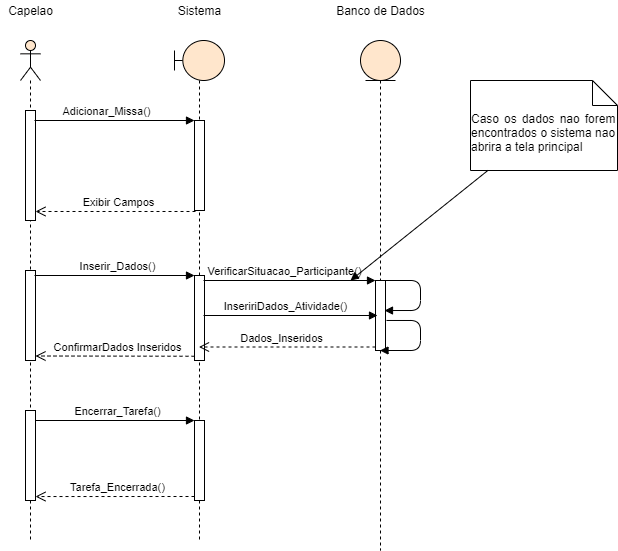 Capelao
Sistema
Banco de Dados
Adicionar_Missa()
Caso os dados nao forem
encontrados o sistema nao
abrira a tela principal
Exibir Campos
Inserir_Dados()
VerificarSituacao_Participante()
InseririDados_Atividade()
Dados_Inseridos
ConfirmarDados Inseridos
Encerrar_Tarefa()
Tarefa_Encerrada()